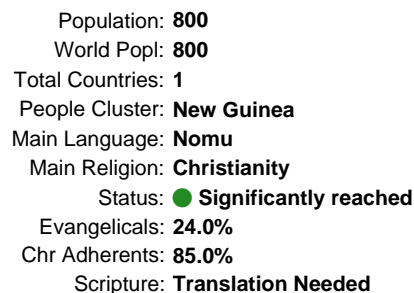 Population: 800
World Popl: 800
Total Countries: 1
People Cluster: New Guinea
Main Language: Nomu
Main Religion: Christianity
Status: Significantly reached
Evangelicals: 24.0%
Chr Adherents: 85.0%
Scripture: Translation Needed